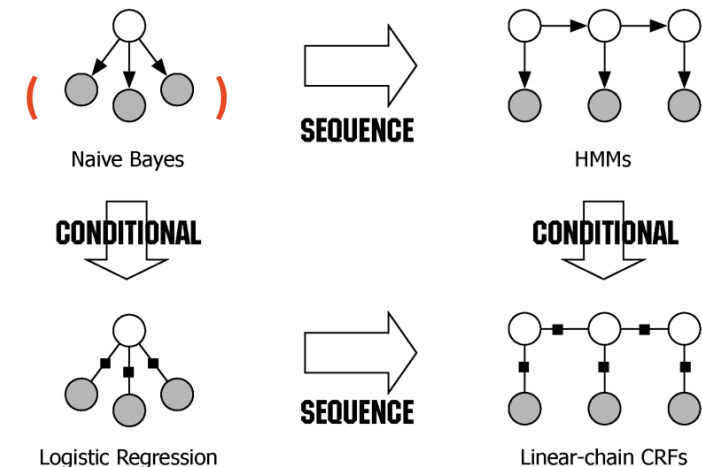 SEQUENCE
Naive Bayes
HMMs
CONDITIONAL
CONDITIONAL
SEQUENCE
Logistic Regression
Linear-chain CRFs